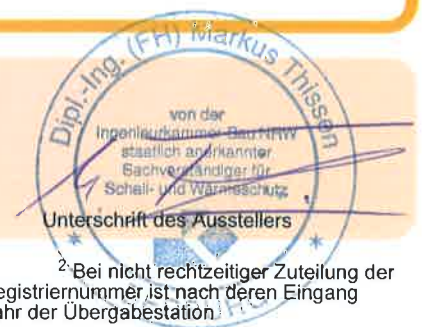 Dipl.-Ing. (FH) Markus Thissen
von der
Ingenieurkammer Bau NRW
staatlich anerkannter
Sachverständiger für
Schall- und Wärmeschutz
Unterschrift des Ausstellers
2 Bei nicht rechtzeitiger Zuteilung der
egistriernummer ist nach deren Eingang
ahr der Übergabestation